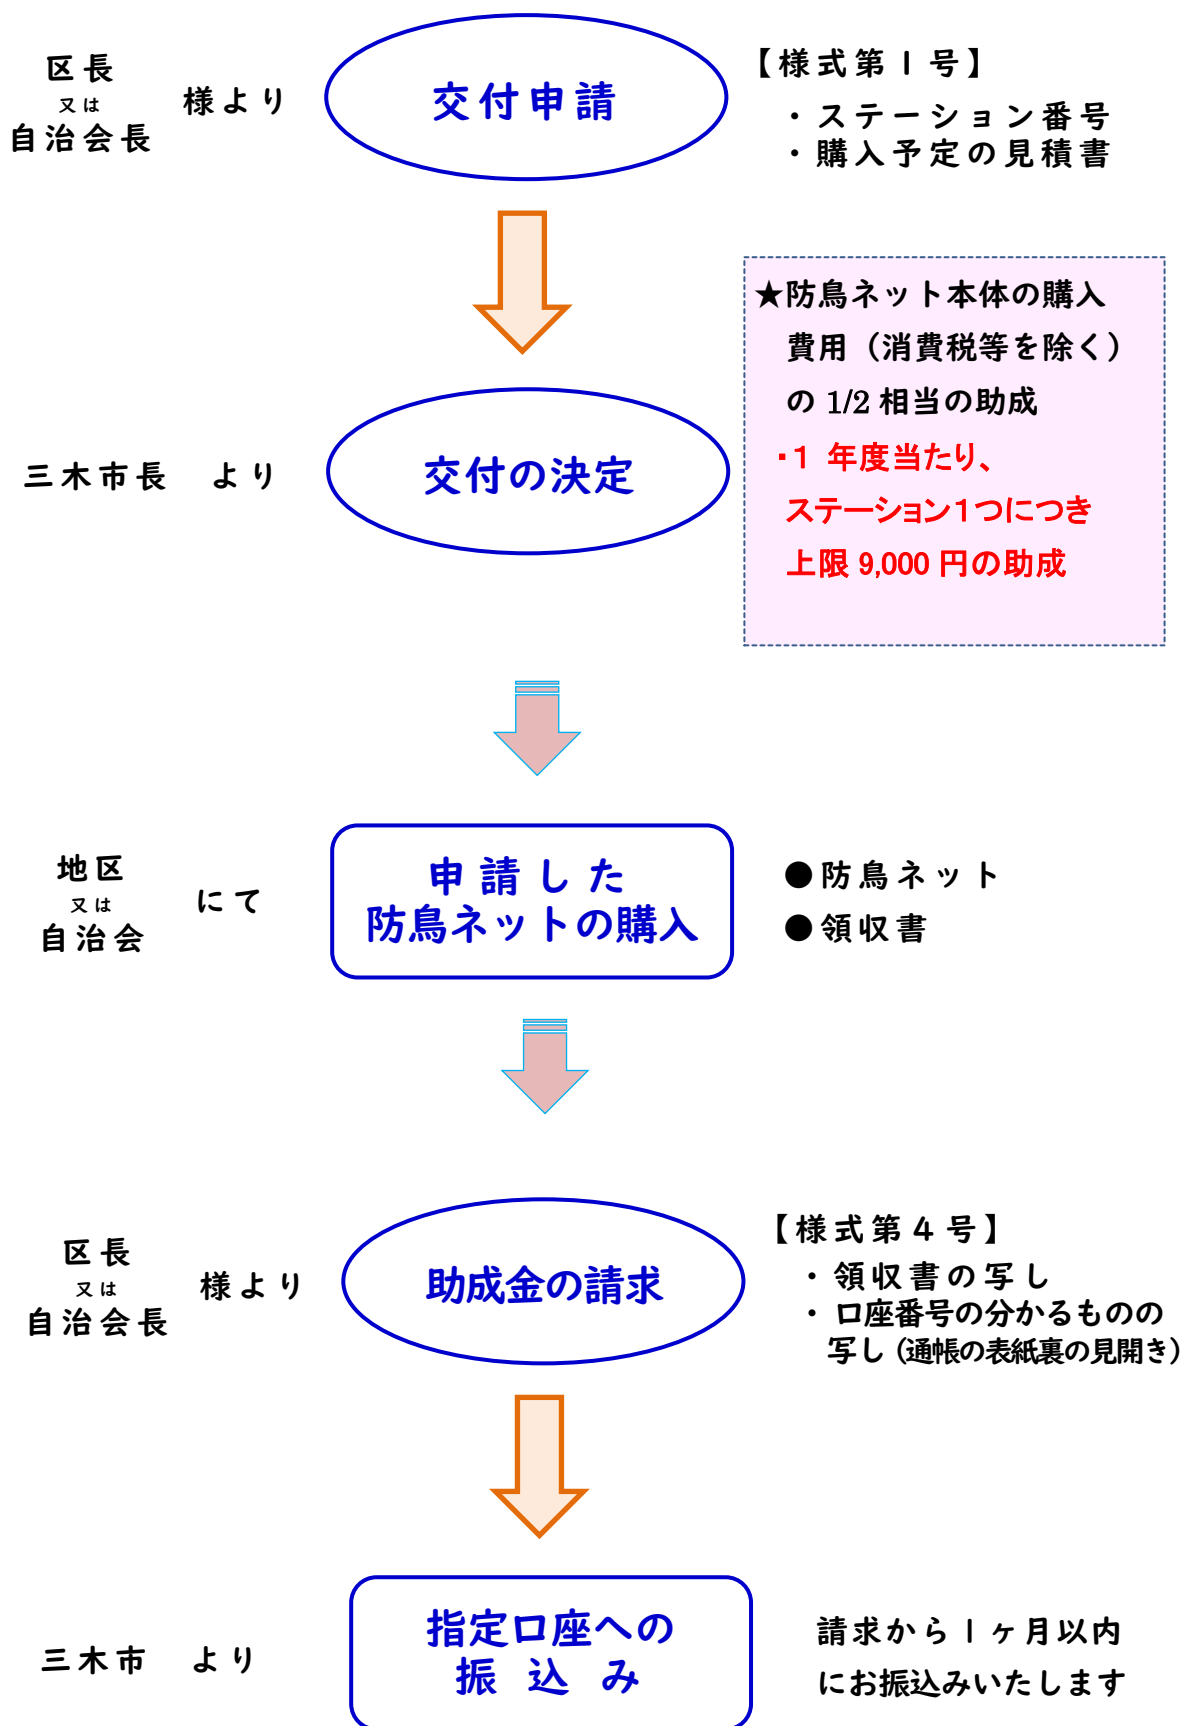 区長
又は
自治会長
様より
交付申請
【様式第１号】
・ステーション番号
・購入予定の見積書
★防鳥ネット本体の購入
費用（消費税等を除く）
の 1/2 相当の助成
・１ 年度当たり、
ステーション１つにつき
上限 9,000 円の助成
三木市長　より
交付の決定
地区
又は
自治会
にて
申請した
防鳥ネットの購入
●防鳥ネット
●領収書
区長
又は
自治会長
様より
助成金の請求
【様式第４号】
・領収書の写し
・口座番号の分かるものの
写し（通帳の表紙裏の見開き）
三木市　より
指定口座への
振込み
請求から１ヶ月以内
にお振込みいたします